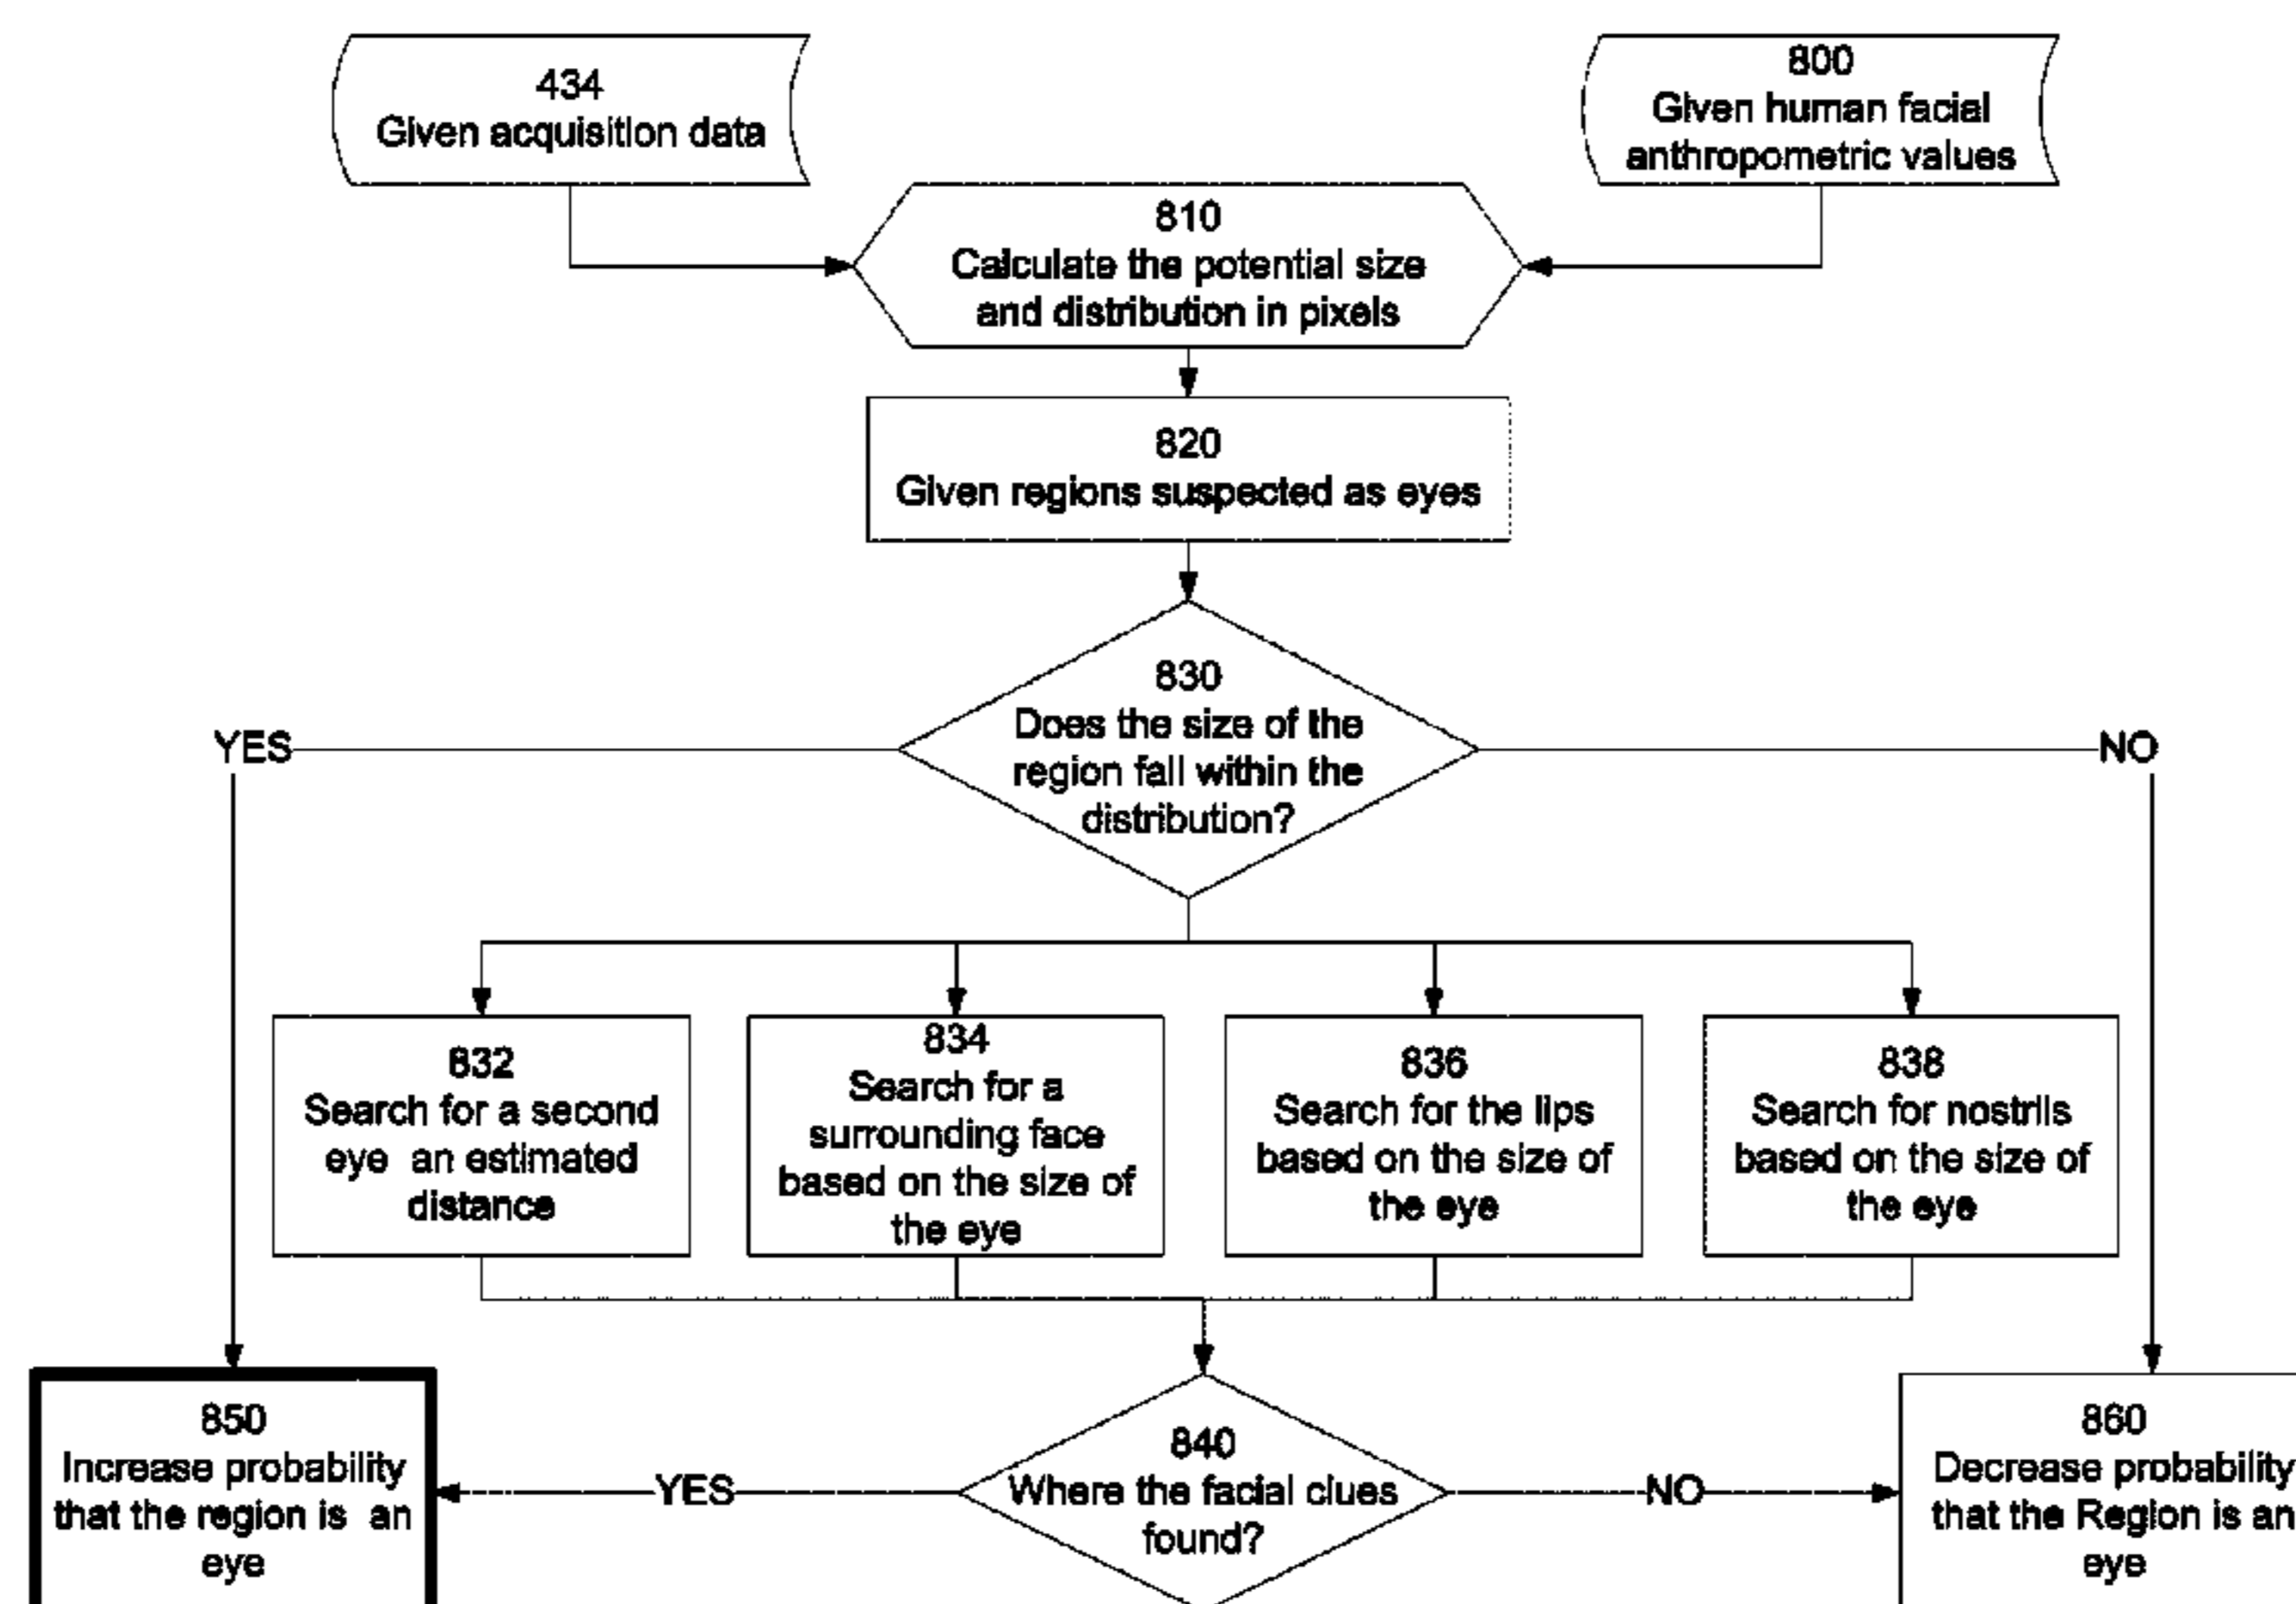 434
Given acquisition data
800
Given human facial
anthropometric values
810
Calculate the potential size
and distribution in pixels
820
Given regions suspected as eyes
830
Does the size of the
region fall within the
distribution?
YES
NO
832
Search for a second
eye an estimated
distance
834
Search for a
surrounding face
based on the size of
the eye
836
Search for the lips
based on the size of
the eye
838
Search for nostrils
based on the size of
the eye
850
Increase probability
that the region is an
eye
YES
840
Where the facial clues
found?
NO
860
Decrease probability
that the Region is an
eye